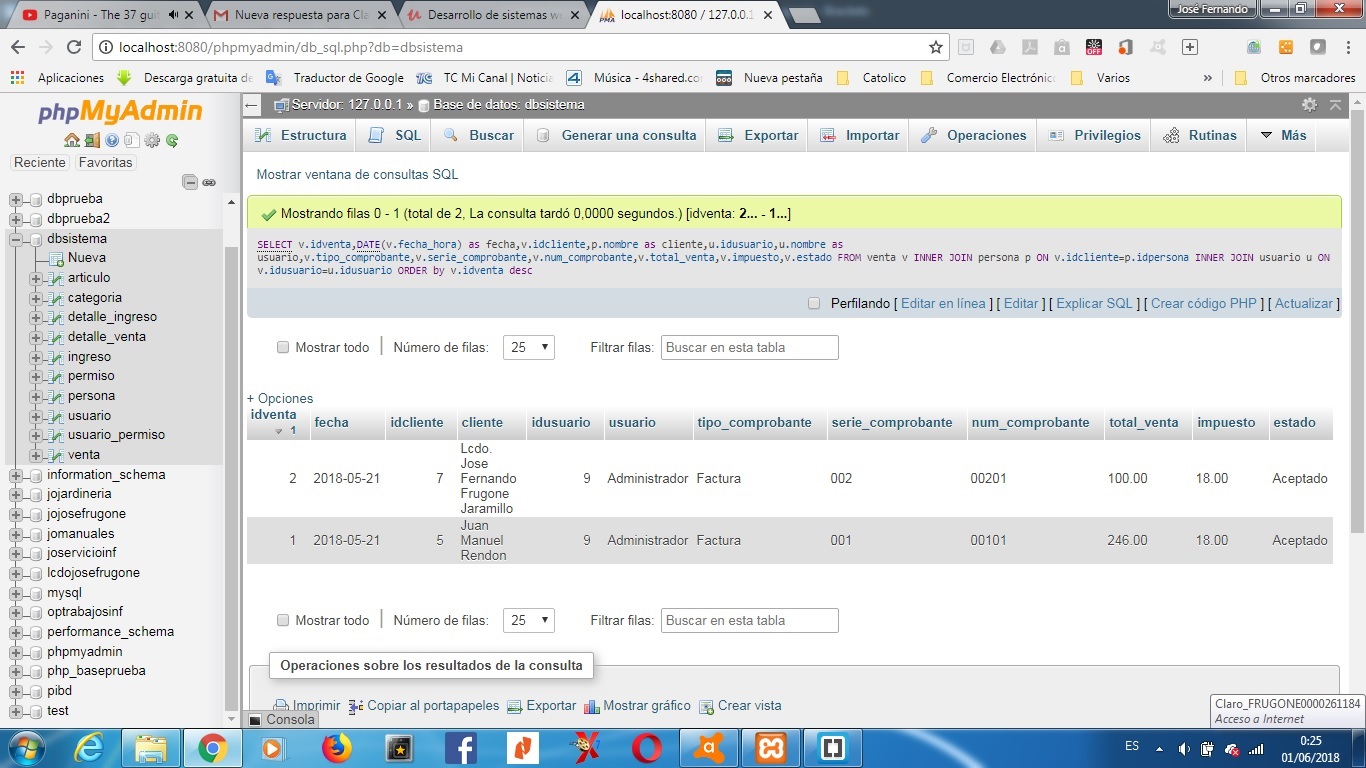 Paganini - The 37 guit
Nueva respuesta para Cla
Desarrollo de sistemas we
localhost:8080 / 127.0.0.1
José Fernando
localhost:8080/phpmyadmin/db_sql.php?db=dbsistema
Aplicaciones
Descarga gratuita de
Traductor de Google
TC Mi Canal | Noticia
Música - 4shared.co
Nueva pestaña
Catolico
Comercio Electrónico
Varios
»
Otros marcadores
phpMyAdmin
Reciente Favoritas
dbprueba
dbprueba2
dbsistema
Nueva
articulo
categoria
detalle_ingreso
detalle_venta
ingreso
permiso
persona
usuario
usuario_permiso
venta
information_schema
jojardineria
jojosefrugone
jomanuales
joservicioinf
lcdojosefrugone
mysql
optrabajosinf
performance_schema
phpmyadmin
php_baseprueba
pibd
test
Servidor: 127.0.0.1 » Base de datos: dbsistema
Estructura SQL Buscar Generar una consulta Exportar Importar Operaciones Privilegios Rutinas Más
Mostrar ventana de consultas SQL
Mostrando filas 0 - 1 (total de 2, La consulta tardó 0,0000 segundos.) [idventa: 2... - 1...]
SELECT v.idventa,DATE(v.fecha_hora) as fecha,v.idcliente,p.nombre as cliente,u.idusuario,u.nombre as
usuario,v.tipo_comprobante,v.serie_comprobante,v.num_comprobante,v.total_venta,v.impuesto,v.estado FROM venta v INNER JOIN persona p ON v.idcliente=p.idpersona INNER JOIN usuario u ON
v.idusuario=u.idusuario ORDER by v.idventa desc
Perfilando [ Editar en línea ] [ Editar ] [ Explicar SQL ] [ Crear código PHP ] [ Actualizar ]
Mostrar todo | Número de filas: 25 Filtrar filas: Buscar en esta tabla
+ Opciones
idventa 1 fecha idcliente cliente idusuario usuario tipo_comprobante serie_comprobante num_comprobante total_venta impuesto estado
2 2018-05-21 7 Lcdo. Jose Fernando Frugone Jaramillo 9 Administrador Factura 002 00201 100.00 18.00 Aceptado
1 2018-05-21 5 Juan Manuel Rendon 9 Administrador Factura 001 00101 246.00 18.00 Aceptado
Mostrar todo | Número de filas: 25 Filtrar filas: Buscar en esta tabla
Operaciones sobre los resultados de la consulta
Imprimir Copiar al portapapeles Exportar Mostrar gráfico Crear vista
Consola
Claro_FRUGONE0000261184
Acceso a Internet
ES
0:25
01/06/2018